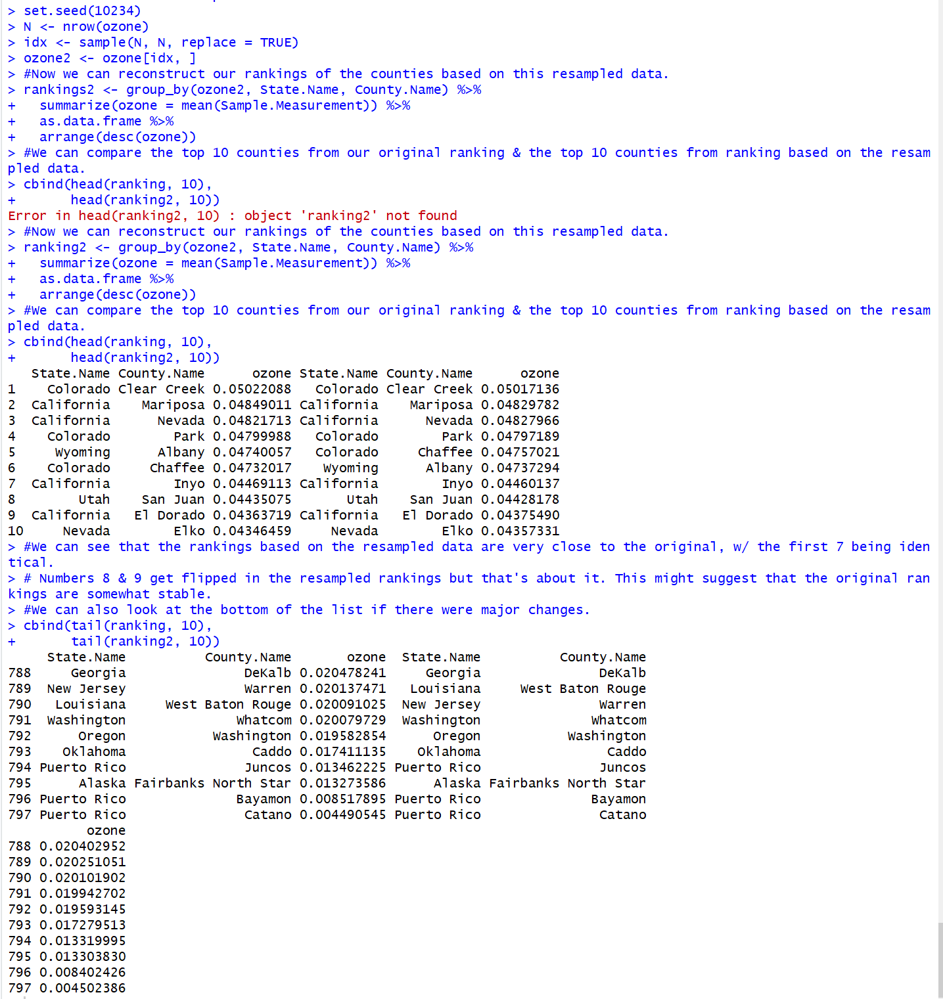 > set.seed(10234)
> N <- nrow(ozone)
> idx <- sample(N, N, replace = TRUE)
> ozone2 <- ozone[idx, ]
> #Now we can reconstruct our rankings of the counties based on this resampled data.
> rankings2 <- group_by(ozone2, State.Name, County.Name) %>%
+   summarize(ozone = mean(Sample.Measurement)) %>%
+   as.data.frame %>%
+   arrange(desc(ozone))
> #We can compare the top 10 counties from our original ranking & the top 10 counties from ranking based on the resam
pled data.
> cbind(head(ranking, 10),
+       head(ranking2, 10))
Error in head(ranking2, 10) : object 'ranking2' not found
> #Now we can reconstruct our rankings of the counties based on this resampled data.
> ranking2 <- group_by(ozone2, State.Name, County.Name) %>%
+   summarize(ozone = mean(Sample.Measurement)) %>%
+   as.data.frame %>%
+   arrange(desc(ozone))
> #We can compare the top 10 counties from our original ranking & the top 10 counties from ranking based on the resam
pled data.
> cbind(head(ranking, 10),
+       head(ranking2, 10))
   State.Name County.Name      ozone State.Name County.Name      ozone
1    Colorado Clear Creek 0.05022088   Colorado Clear Creek 0.05017136
2  California    Mariposa 0.04849011 California    Mariposa 0.04829782
3  California      Nevada 0.04821713 California      Nevada 0.04827966
4    Colorado        Park 0.04799988   Colorado        Park 0.04797189
5     Wyoming      Albany 0.04740057   Colorado     Chaffee 0.04757021
6    Colorado     Chaffee 0.04732017    Wyoming      Albany 0.04737294
7  California        Inyo 0.04469113 California        Inyo 0.04460137
8        Utah    San Juan 0.04435075       Utah    San Juan 0.04428178
9  California   El Dorado 0.04363719 California   El Dorado 0.04375490
10     Nevada        Elko 0.04346459     Nevada        Elko 0.04357331
> #We can see that the rankings based on the resampled data are very close to the original, w/ the first 7 being iden
tical.
> # Numbers 8 & 9 get flipped in the resampled rankings but that's about it. This might suggest that the original ran
kings are somewhat stable.
> #We can also look at the bottom of the list if there were major changes.
> cbind(tail(ranking, 10),
+       tail(ranking2, 10))
     State.Name          County.Name       ozone  State.Name          County.Name
788     Georgia               DeKalb 0.020478241     Georgia               DeKalb
789  New Jersey               Warren 0.020137471   Louisiana     West Baton Rouge
790   Louisiana     West Baton Rouge 0.020091025  New Jersey               Warren
791  Washington              Whatcom 0.020079729  Washington              Whatcom
792      Oregon           Washington 0.019582854      Oregon           Washington
793    Oklahoma                Caddo 0.017411135    Oklahoma                Caddo
794 Puerto Rico               Juncos 0.013462225 Puerto Rico               Juncos
795      Alaska Fairbanks North Star 0.013273586      Alaska Fairbanks North Star
796 Puerto Rico              Bayamon 0.008517895 Puerto Rico              Bayamon
797 Puerto Rico               Catano 0.004490545 Puerto Rico               Catano
          ozone
788 0.020402952
789 0.020251051
790 0.020101902
791 0.019942702
792 0.019593145
793 0.017279513
794 0.013319995
795 0.013303830
796 0.008402426
797 0.004502386